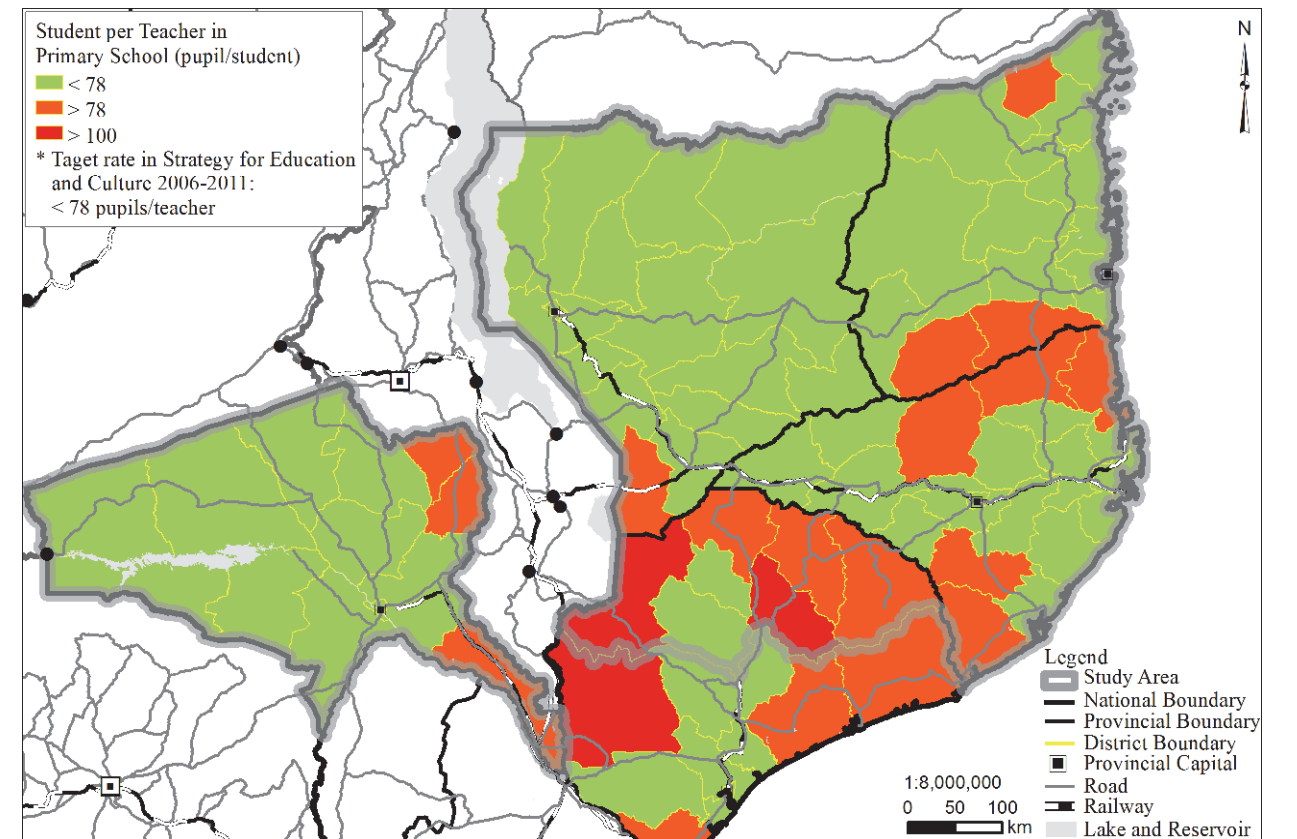 Student per Teacher in
Primary School (pupil/student)
< 78
> 78
> 100
* Taget rate in Strategy for Education
and Culture 2006-2011:
< 78 pupils/teacher
N
Legend
Study Area
National Boundary
Provincial Boundary
District Boundary
Provincial Capital
Road
Railway
Lake and Reservoir
1:8,000,000
0 50 100
km